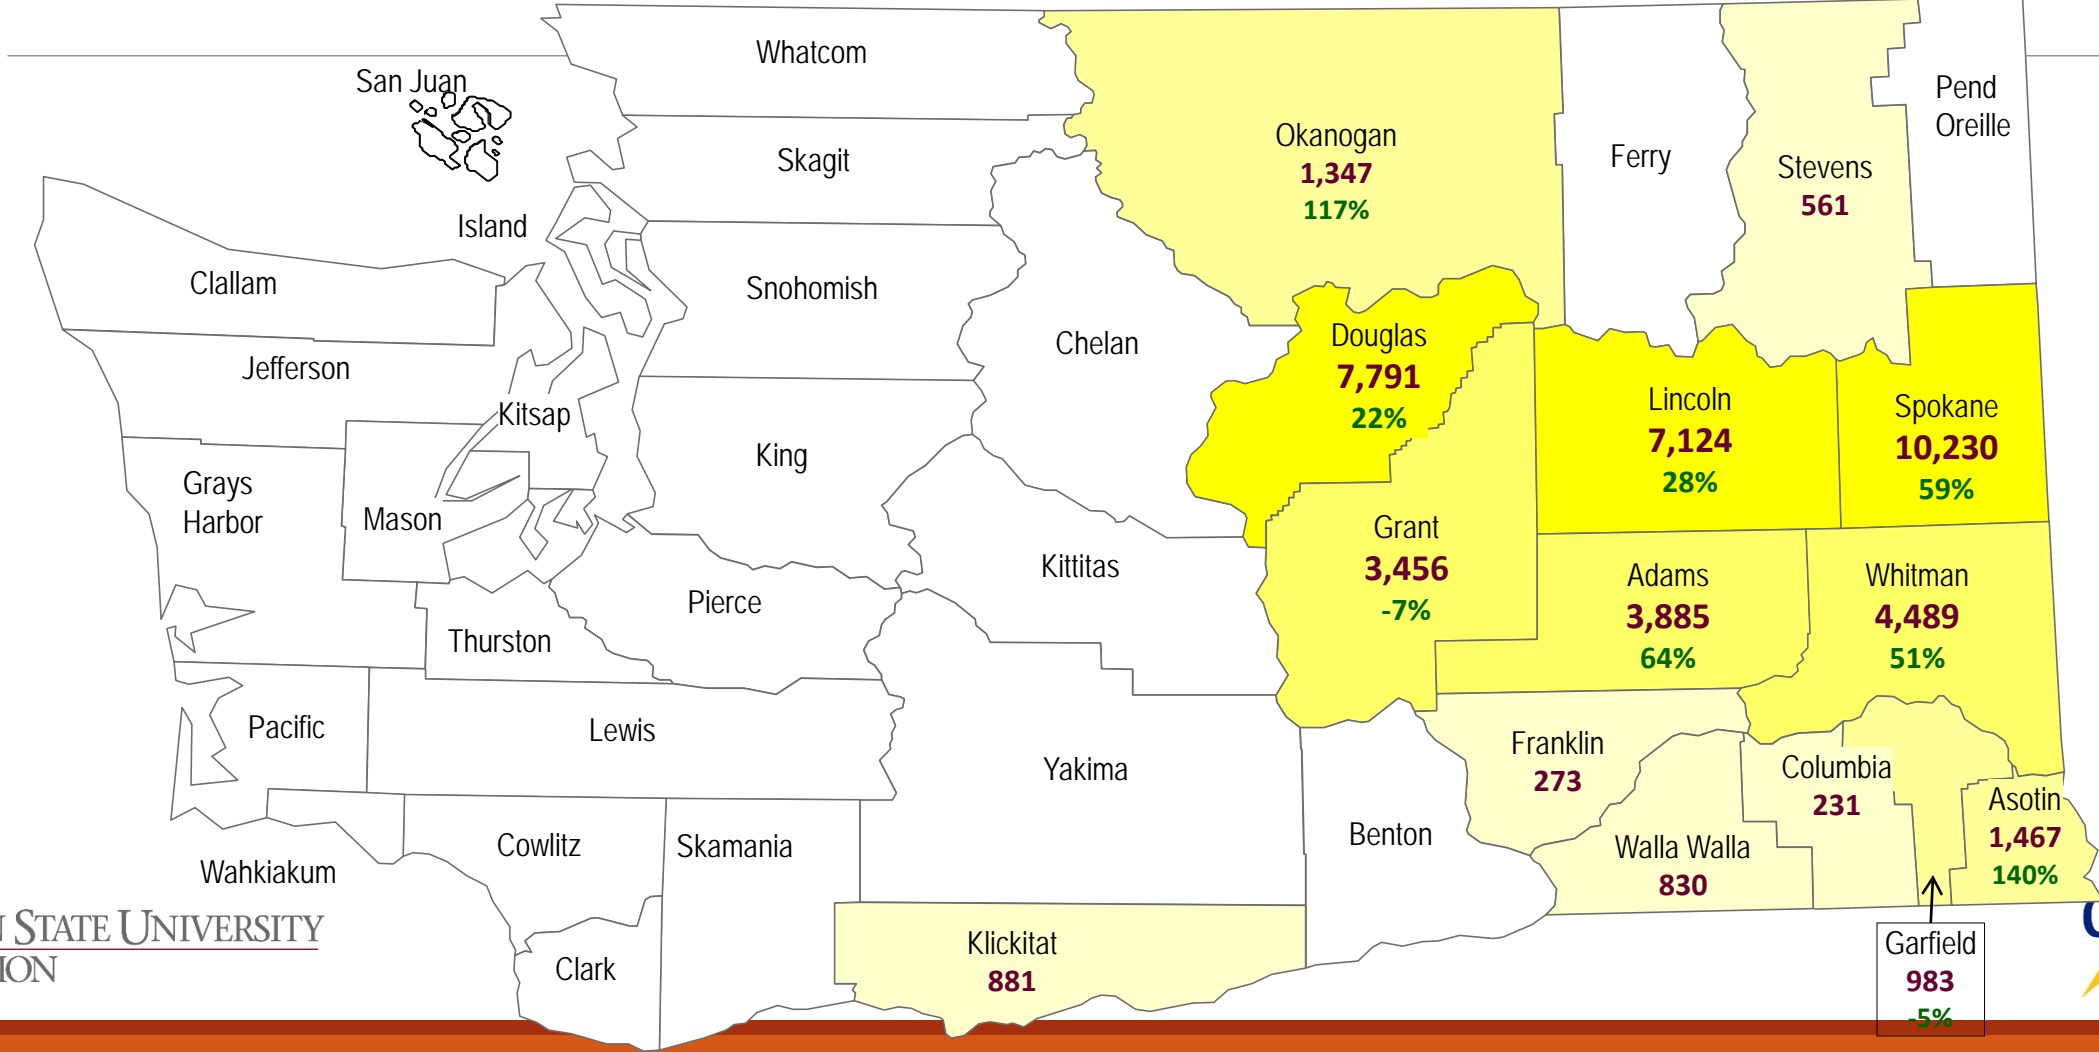 Whatcom
San Juan
Skagit
Island
Clallam
Snohomish
Jefferson
Kitsap
King
Grays
Harbor
Mason
Thurston
Pierce
Pacific
Lewis
Wahkiakum
Cowlitz
Skamania
Clark
Chelan
Kittitas
Yakima
Benton
Klickitat
881
Okanogan
1,347
117%
Ferry
Stevens
561
Pend
Oreille
Douglas
7,791
22%
Lincoln
7,124
28%
Spokane
10,230
59%
Grant
3,456
-7%
Adams
3,885
64%
Whitman
4,489
51%
Franklin
273
Walla Walla
830
Columbia
231
Asotin
1,467
140%
Garfield
983
-5%
N STATE UNIVERSITY
ION